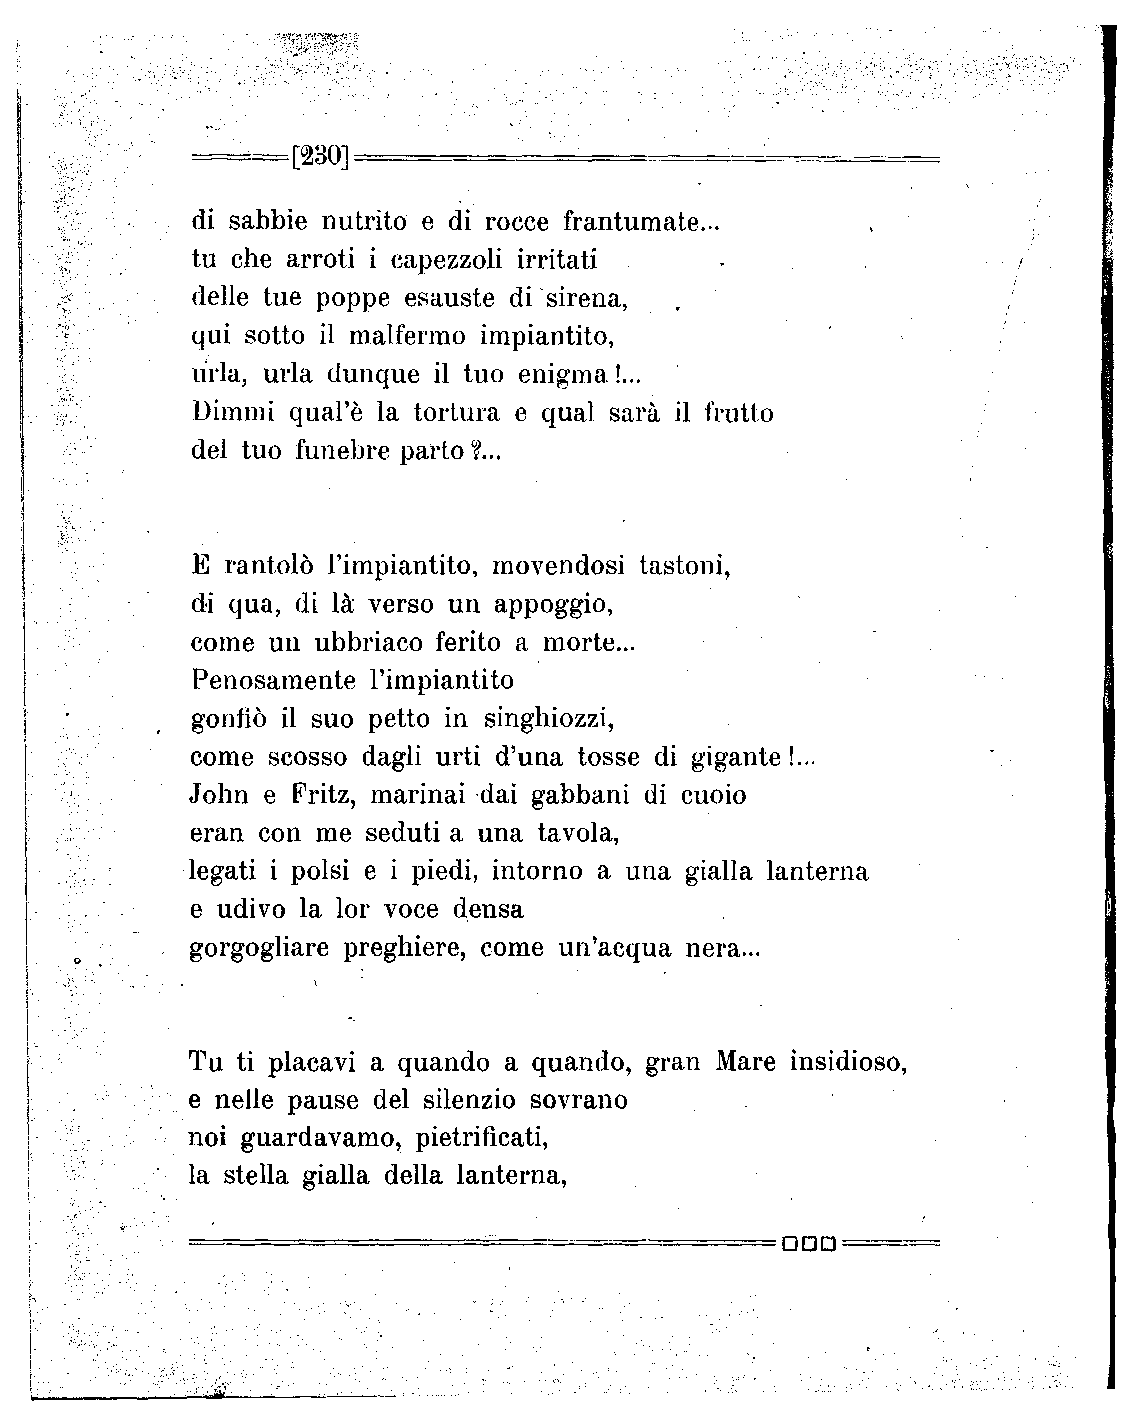 [230]
di sabbie nutrito e di rocce frantumate...
tu che arroti i capezzoli irritati
delle tue poppe esauste di sirena,
qui sotto il malfermo impiantito,
urla, urla dunque il tuo enigma!...
Dimmi qual'è la tortura e qual sarà il frutto
del tuo funebre parto?...
E rantolò l'impiantito, movendosi tastoni,
di qua, di là verso un appoggio,
come un ubbriaco ferito a morte...
Penosamente l'impiantito
gonfiò il suo petto in singhiozzi,
come scosso dagli urti d'una tosse di gigante!...
John e Fritz, marinai dai gabbani di cuoio
eran con me seduti a una tavola,
legati i polsi e i piedi, intorno a una gialla lanterna
e udivo la lor voce densa
gorgogliare preghiere, come un'acqua nera...
Tu ti placavi a quando a quando, gran Mare insidioso,
e nelle pause del silenzio sovrano
noi guardavamo, pietrificati,
la stella gialla della lanterna,